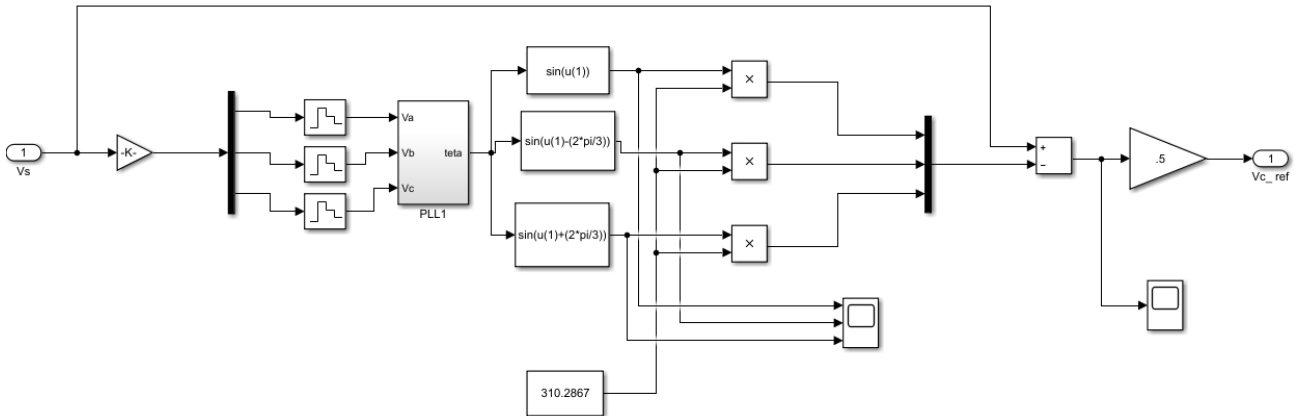 1
Vs
-K-
Va
Vb
Vc
teta
PLL1
sin(u(1))
sin(u(1)-(2*pi/3))
sin(u(1)+(2*pi/3))
×
×
×
310.2867
+
−
.5
1
Vc_ ref